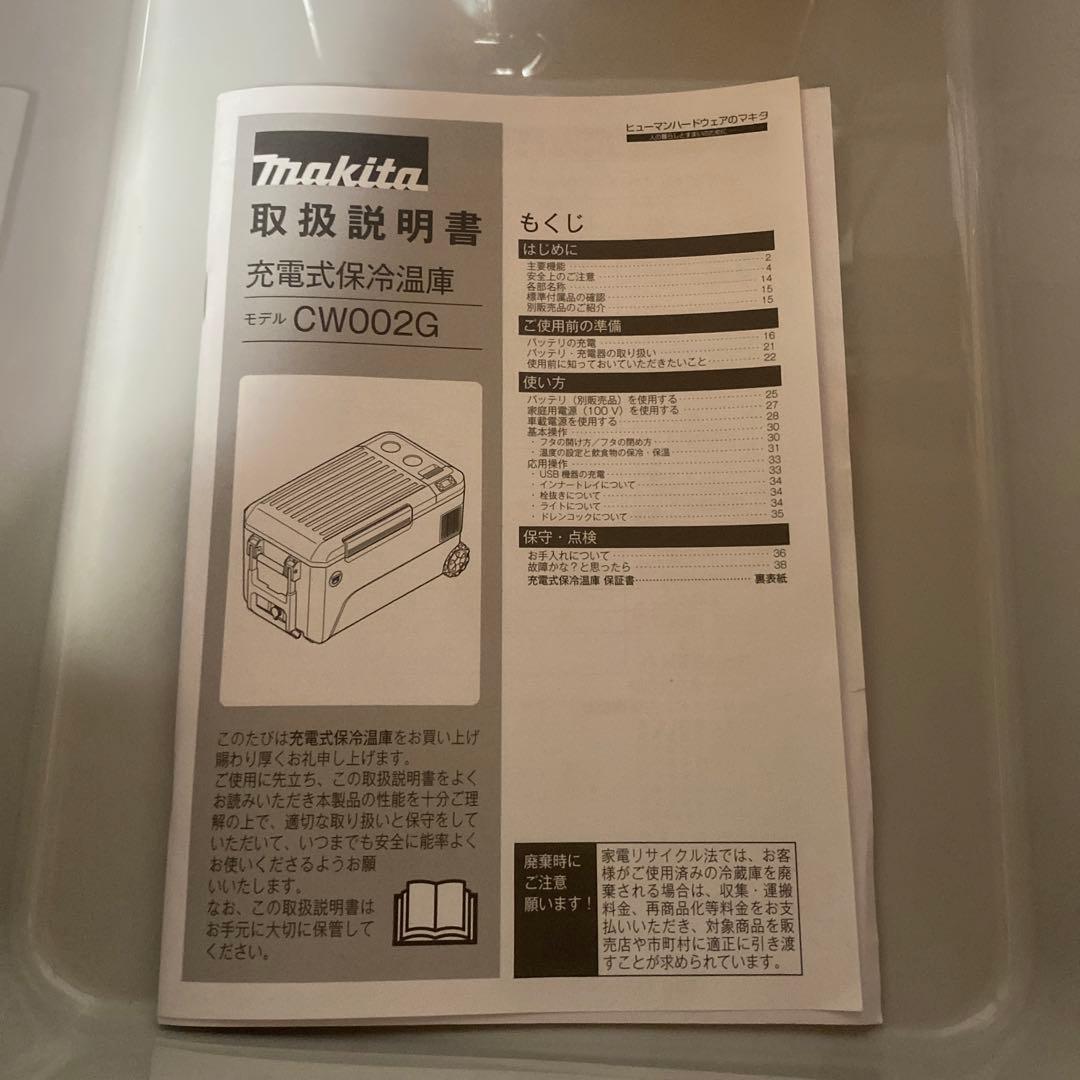 makita
取扱説明書
充電式保冷温庫
モデル CW002G
このたびは充電式保冷温庫をお買い上げ
賜わり厚くお礼申し上げます。
ご使用に先立ち、この取扱説明書をよく
お読みいただき本製品の性能を十分ご理
解の上で、適切な取り扱いと保守をして
いただいて、いつまでも安全に能率よく
お使いくださるようお願
いいたします。
なお、この取扱説明書は
お手元に大切に保管して
ください。
ヒューマンハードウェアのマキタ
人の暮らしとすまいのために
もくじ
はじめに
主要機能 2
安全上のご注意 4
各部名称 14
標準付属品の確認 15
別販売品のご紹介 15
ご使用前の準備
バッテリの充電 16
バッテリ・充電器の取り扱い 21
使用前に知っておいていただきたいこと 22
使い方
バッテリ（別販売品）を使用する 25
家庭用電源（100 V）を使用する 27
車載電源を使用する 28
基本操作 30
・フタの開け方／フタの閉め方 30
・温度の設定と飲食物の保冷・保温 31
応用操作 33
・USB 機器の充電 33
・インナートレイについて 34
・栓抜きについて 34
・ライトについて 34
・ドレンコックについて 35
保守・点検
お手入れについて 36
故障かな？と思ったら 38
充電式保冷温庫 保証書 裏表紙
廃棄時に
ご注意
願います！
家電リサイクル法では、お客
様がご使用済みの冷蔵庫を廃
棄される場合は、収集・運搬
料金、再商品化等料金をお支
払いいただき、対象商品を販
売店や市町村に適正に引き渡
すことが求められています。